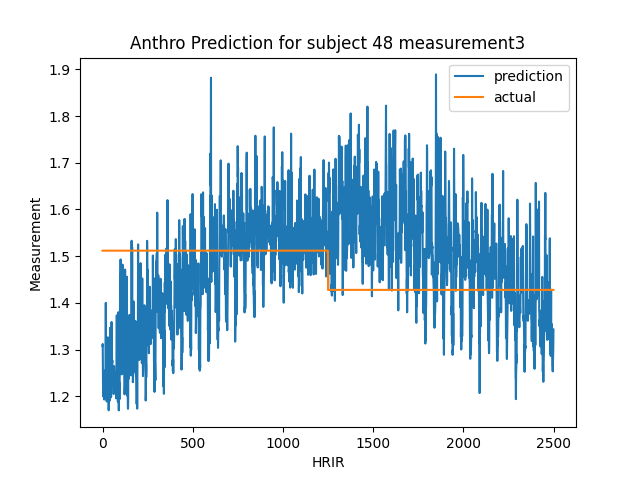 Anthro Prediction for subject 48 measurement3
prediction
actual
1.9
1.8
1.7
1.6
1.5
1.4
1.3
1.2
Measurement
0
500
1000
1500
2000
2500
HRIR